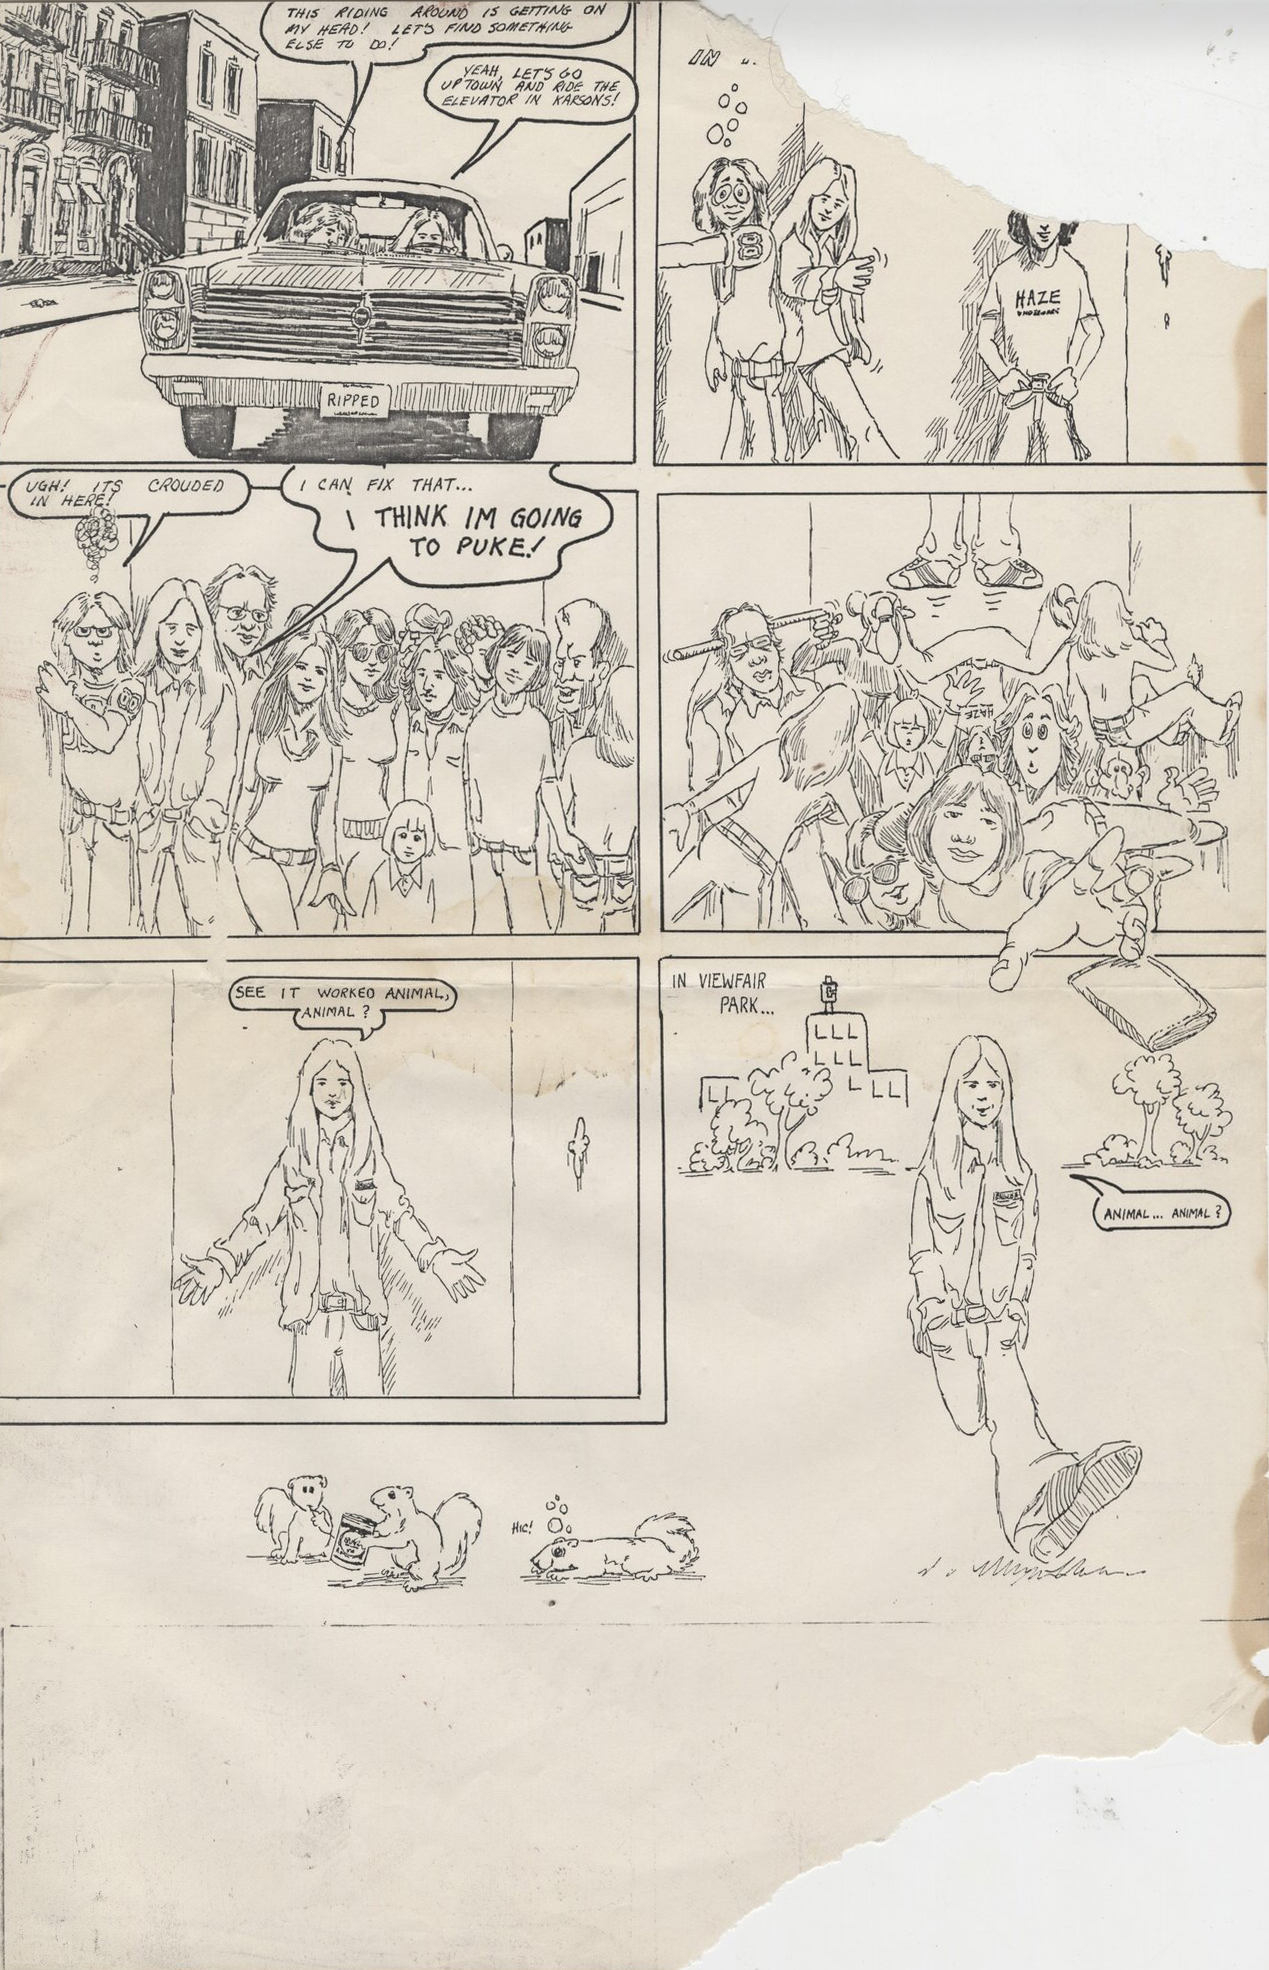 THIS RIDING AROUND IS GETTING ON
MY HEAD! LET'S FIND SOMETHING
ELSE TO DO!
YEAH, LET'S GO
UPTOWN AND RIDE THE
ELEVATOR IN KARSONS!
RIPPED
IN
8
HAZE
UGH! ITS CROUDED
IN HERE!
I CAN FIX THAT...
I THINK IM GOING
TO PUKE!
HAZE
SEE IT WORKED ANIMAL,
ANIMAL?
IN VIEWFAIR
PARK...
ANIMAL... ANIMAL?
HIC!